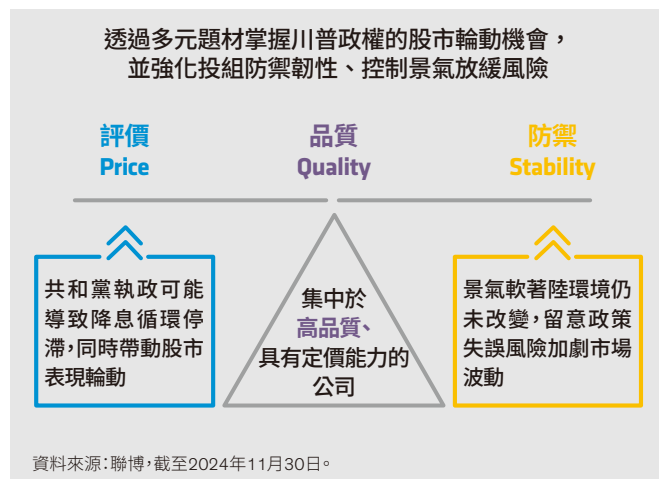 透過多元題材掌握川普政權的股市輪動機會，
並強化投組防禦韌性、控制景氣放緩風險
評價
Price
品質
Quality
防禦
Stability
共和黨執政可能
導致降息循環停
滯，同時帶動股市
表現輪動
集中於
高品質、
具有定價能力的
公司
景氣軟著陸環境仍
未改變，留意政策
失誤風險加劇市場
波動
資料來源：聯博，截至2024年11月30日。